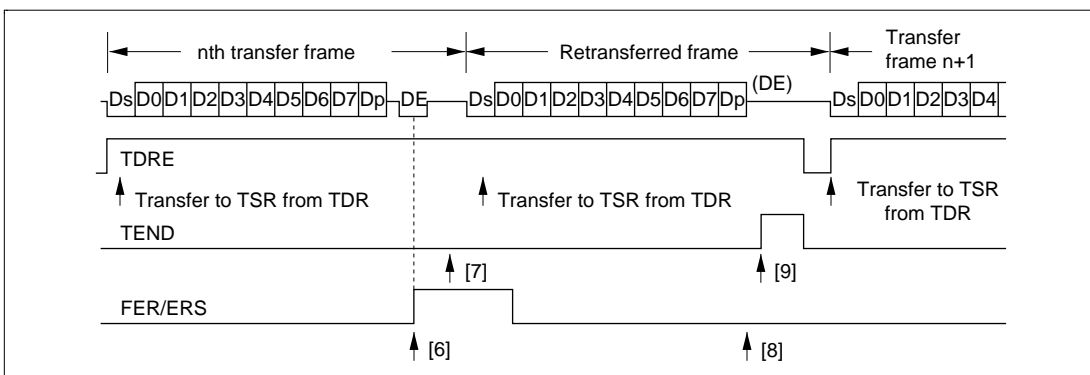 nth transfer frame
Retransferred frame
Transfer
frame n+1
Ds D0 D1 D2 D3 D4 D5 D6 D7 Dp DE Ds D0 D1 D2 D3 D4 D5 D6 D7 Dp (DE) Ds D0 D1 D2 D3 D4
TDRE
Transfer to TSR from TDR
Transfer to TSR from TDR
Transfer to TSR
from TDR
TEND
[7]
[9]
FER/ERS
[6]
[8]